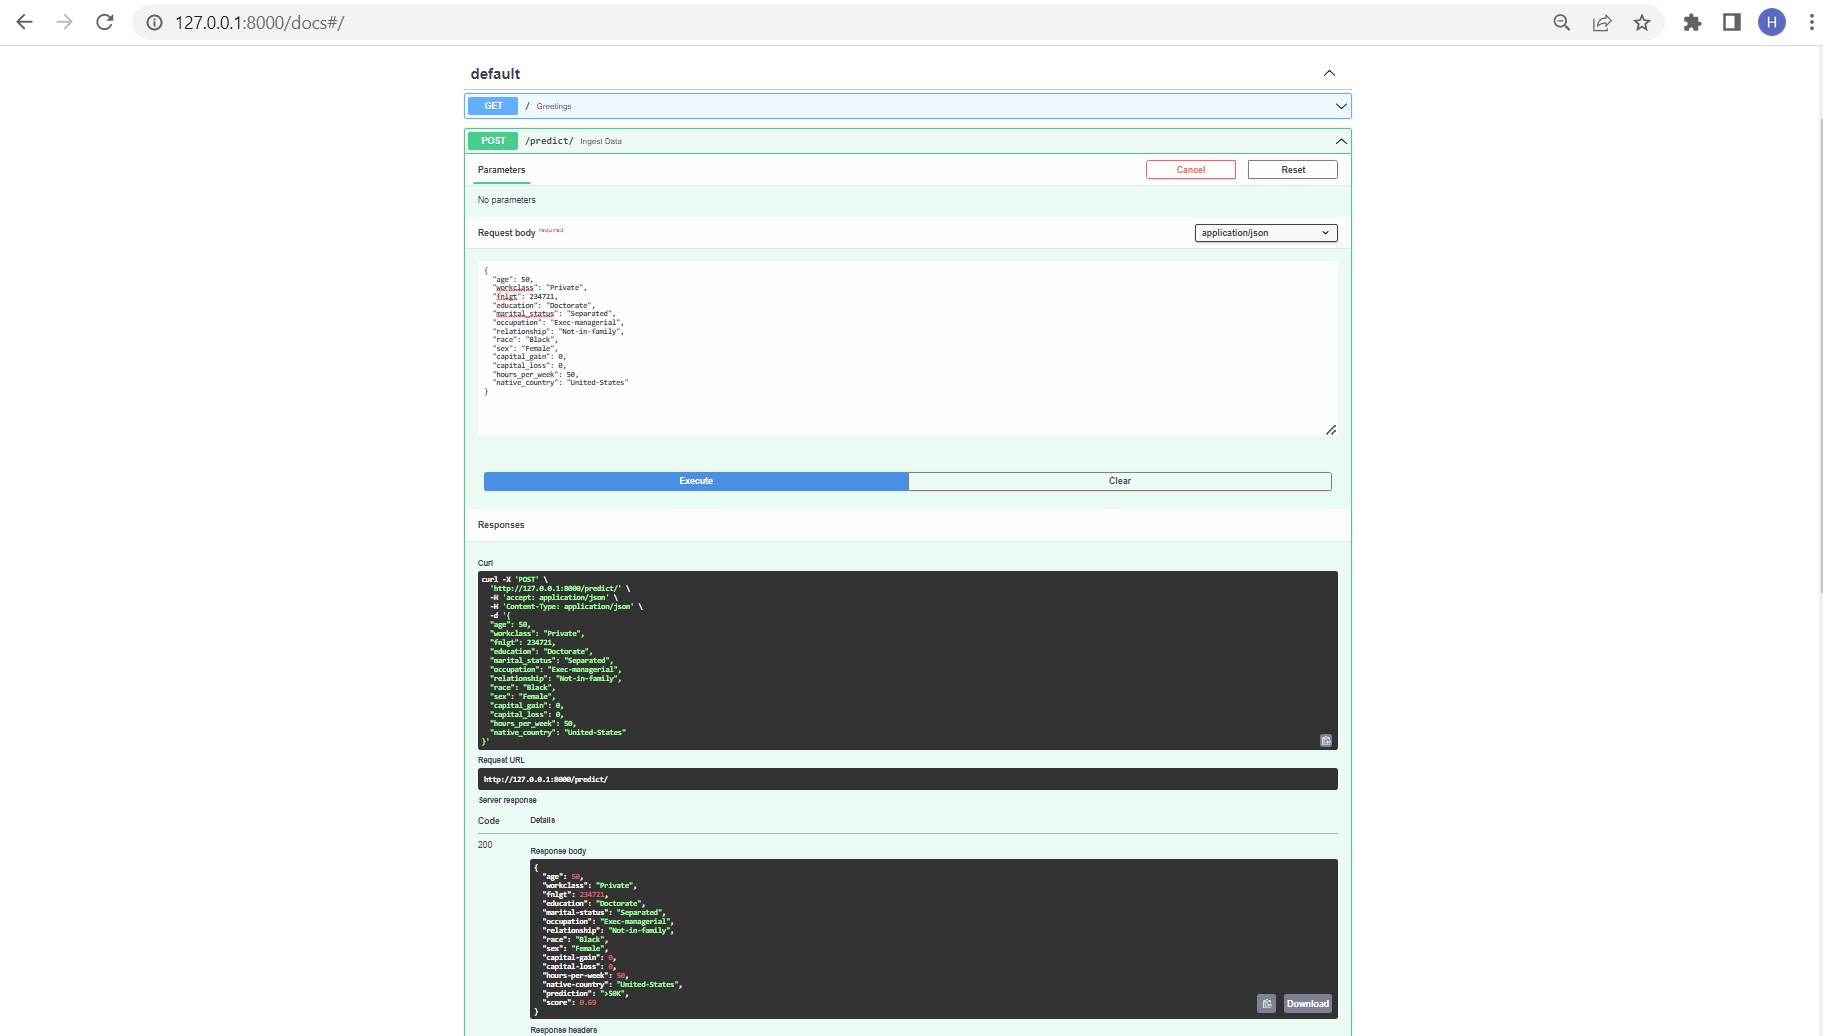 127.0.0.1:8000/docs#/
H
default
GET / Greetings
POST /predict/ Ingest Data
Parameters
Cancel
Reset
No parameters
Request body required
application/json
{
"age": 50,
"workclass": "Private",
"fnlgt": 234721,
"education": "Doctorate",
"marital_status": "Separated",
"occupation": "Exec-managerial",
"relationship": "Not-in-family",
"race": "Black",
"sex": "Female",
"capital_gain": 0,
"capital_loss": 0,
"hours_per_week": 50,
"native_country": "United-States"
}
Execute
Clear
Responses
Curl
curl -X 'POST' \
'http://127.0.0.1:8000/predict/' \
-H 'accept: application/json' \
-H 'Content-Type: application/json' \
-d '{
"age": 50,
"workclass": "Private",
"fnlgt": 234721,
"education": "Doctorate",
"marital_status": "Separated",
"occupation": "Exec-managerial",
"relationship": "Not-in-family",
"race": "Black",
"sex": "Female",
"capital_gain": 0,
"capital_loss": 0,
"hours_per_week": 50,
"native_country": "United-States"
}'
Request URL
http://127.0.0.1:8000/predict/
Server response
Code Details
200
Response body
{
"age": 50,
"workclass": "Private",
"fnlgt": 234721,
"education": "Doctorate",
"marital-status": "Separated",
"occupation": "Exec-managerial",
"relationship": "Not-in-family",
"race": "Black",
"sex": "Female",
"capital-gain": 0,
"capital-loss": 0,
"hours-per-week": 50,
"native-country": "United-States",
"prediction": ">50K",
"score": 0.69
}
Download
Response headers